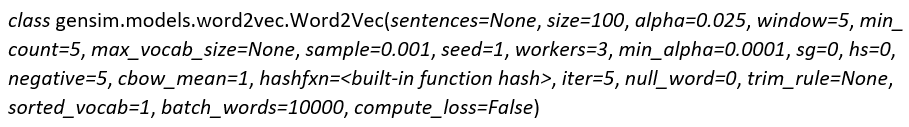 class gensim.models.word2vec.Word2Vec(sentences=None, size=100, alpha=0.025, window=5, min_
count=5, max_vocab_size=None, sample=0.001, seed=1, workers=3, min_alpha=0.0001, sg=0, hs=0,
negative=5, cbow_mean=1, hashfxn=<built-in function hash>, iter=5, null_word=0, trim_rule=None,
sorted_vocab=1, batch_words=10000, compute_loss=False)